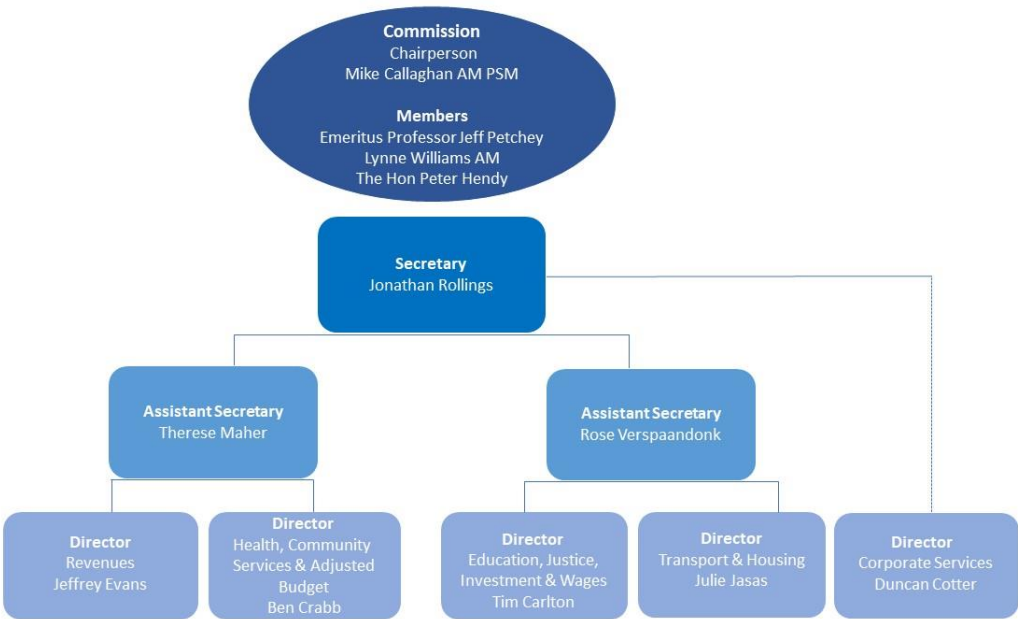 Commission
Chairperson
Mike Callaghan AM PSM
Members
Emeritus Professor Jeff Petchey
Lynne Williams AM
The Hon Peter Hendy
Secretary
Jonathan Rollings
Assistant Secretary
Therese Maher
Assistant Secretary
Rose Verspaandonk
Director
Revenues
Jeffrey Evans
Director
Health, Community
Services & Adjusted
Budget
Ben Crabb
Director
Education, Justice,
Investment & Wages
Tim Carlton
Director
Transport & Housing
Julie Jasas
Director
Corporate Services
Duncan Cotter